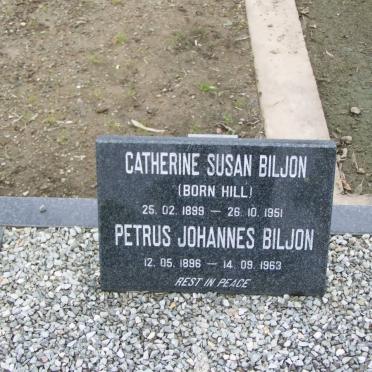 CATHERINE SUSAN BILJON
(BORN HILL)
25. 02. 1899 — 26. 10. 1951
PETRUS JOHANNES BILJON
12. 05. 1896 — 14. 09. 1963
REST IN PEACE